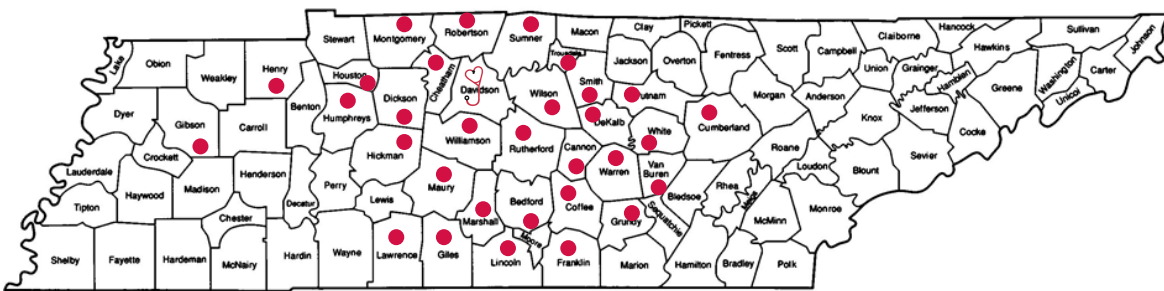 Lake
Obion
Weakley
Henry
Stewart
Montgomery
Robertson
Sumner
Macon
Clay
Pickett
Scott
Campbell
Claiborne
Hancock
Hawkins
Sullivan
Johnson
Houston
Cheatham
Davidson
Trousdale
Smith
Jackson
Overton
Fentress
Union
Grainger
Hamblen
Greene
Washington
Unicoi
Carter
Dyer
Gibson
Carroll
Benton
Humphreys
Dickson
Wilson
Putnam
Morgan
Anderson
Jefferson
Cocke
Crockett
Williamson
Rutherford
DeKalb
White
Cumberland
Knox
Sevier
Lauderdale
Haywood
Madison
Henderson
Decatur
Perry
Hickman
Maury
Cannon
Warren
Van
Buren
Bledsoe
Rhea
Roane
Loudon
Blount
Tipton
Chester
Lewis
Marshall
Bedford
Coffee
Grundy
Sequatchie
Meigs
McMinn
Monroe
Shelby
Fayette
Hardeman
McNairy
Hardin
Wayne
Lawrence
Giles
Lincoln
Moore
Franklin
Marion
Hamilton
Bradley
Polk